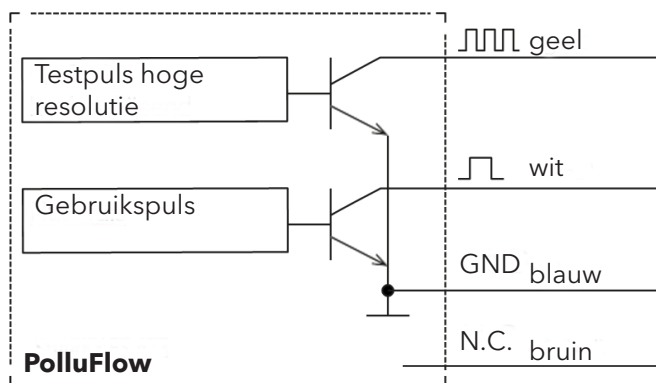 geel
Testpuls hoge
resolutie
wit
Gebruikspuls
GND blauw
N.C. bruin
PolluFlow